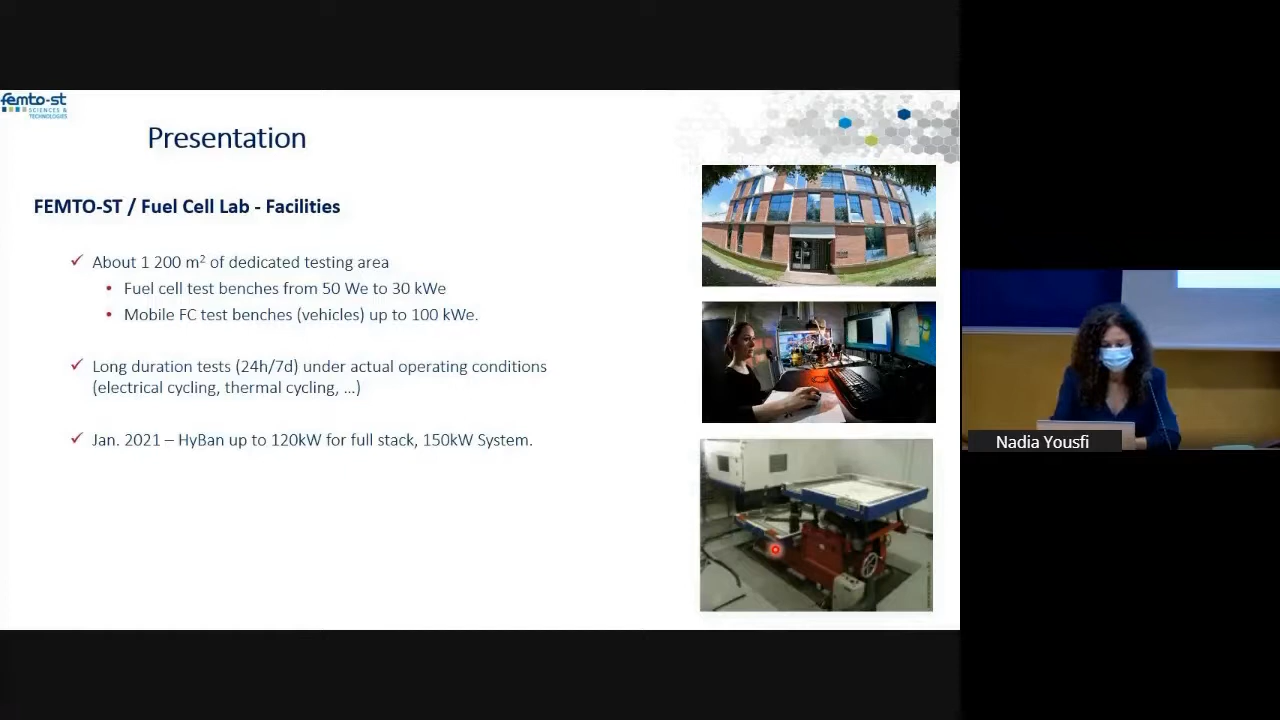 femto-st
SCIENCES &
TECHNOLOGIES
Presentation
FEMTO-ST / Fuel Cell Lab - Facilities
✓ About 1 200 m² of dedicated testing area
• Fuel cell test benches from 50 We to 30 kWe
• Mobile FC test benches (vehicles) up to 100 kWe.
✓ Long duration tests (24h/7d) under actual operating conditions
(electrical cycling, thermal cycling, …)
✓ Jan. 2021 – HyBan up to 120kW for full stack, 150kW System.
Nadia Yousfi